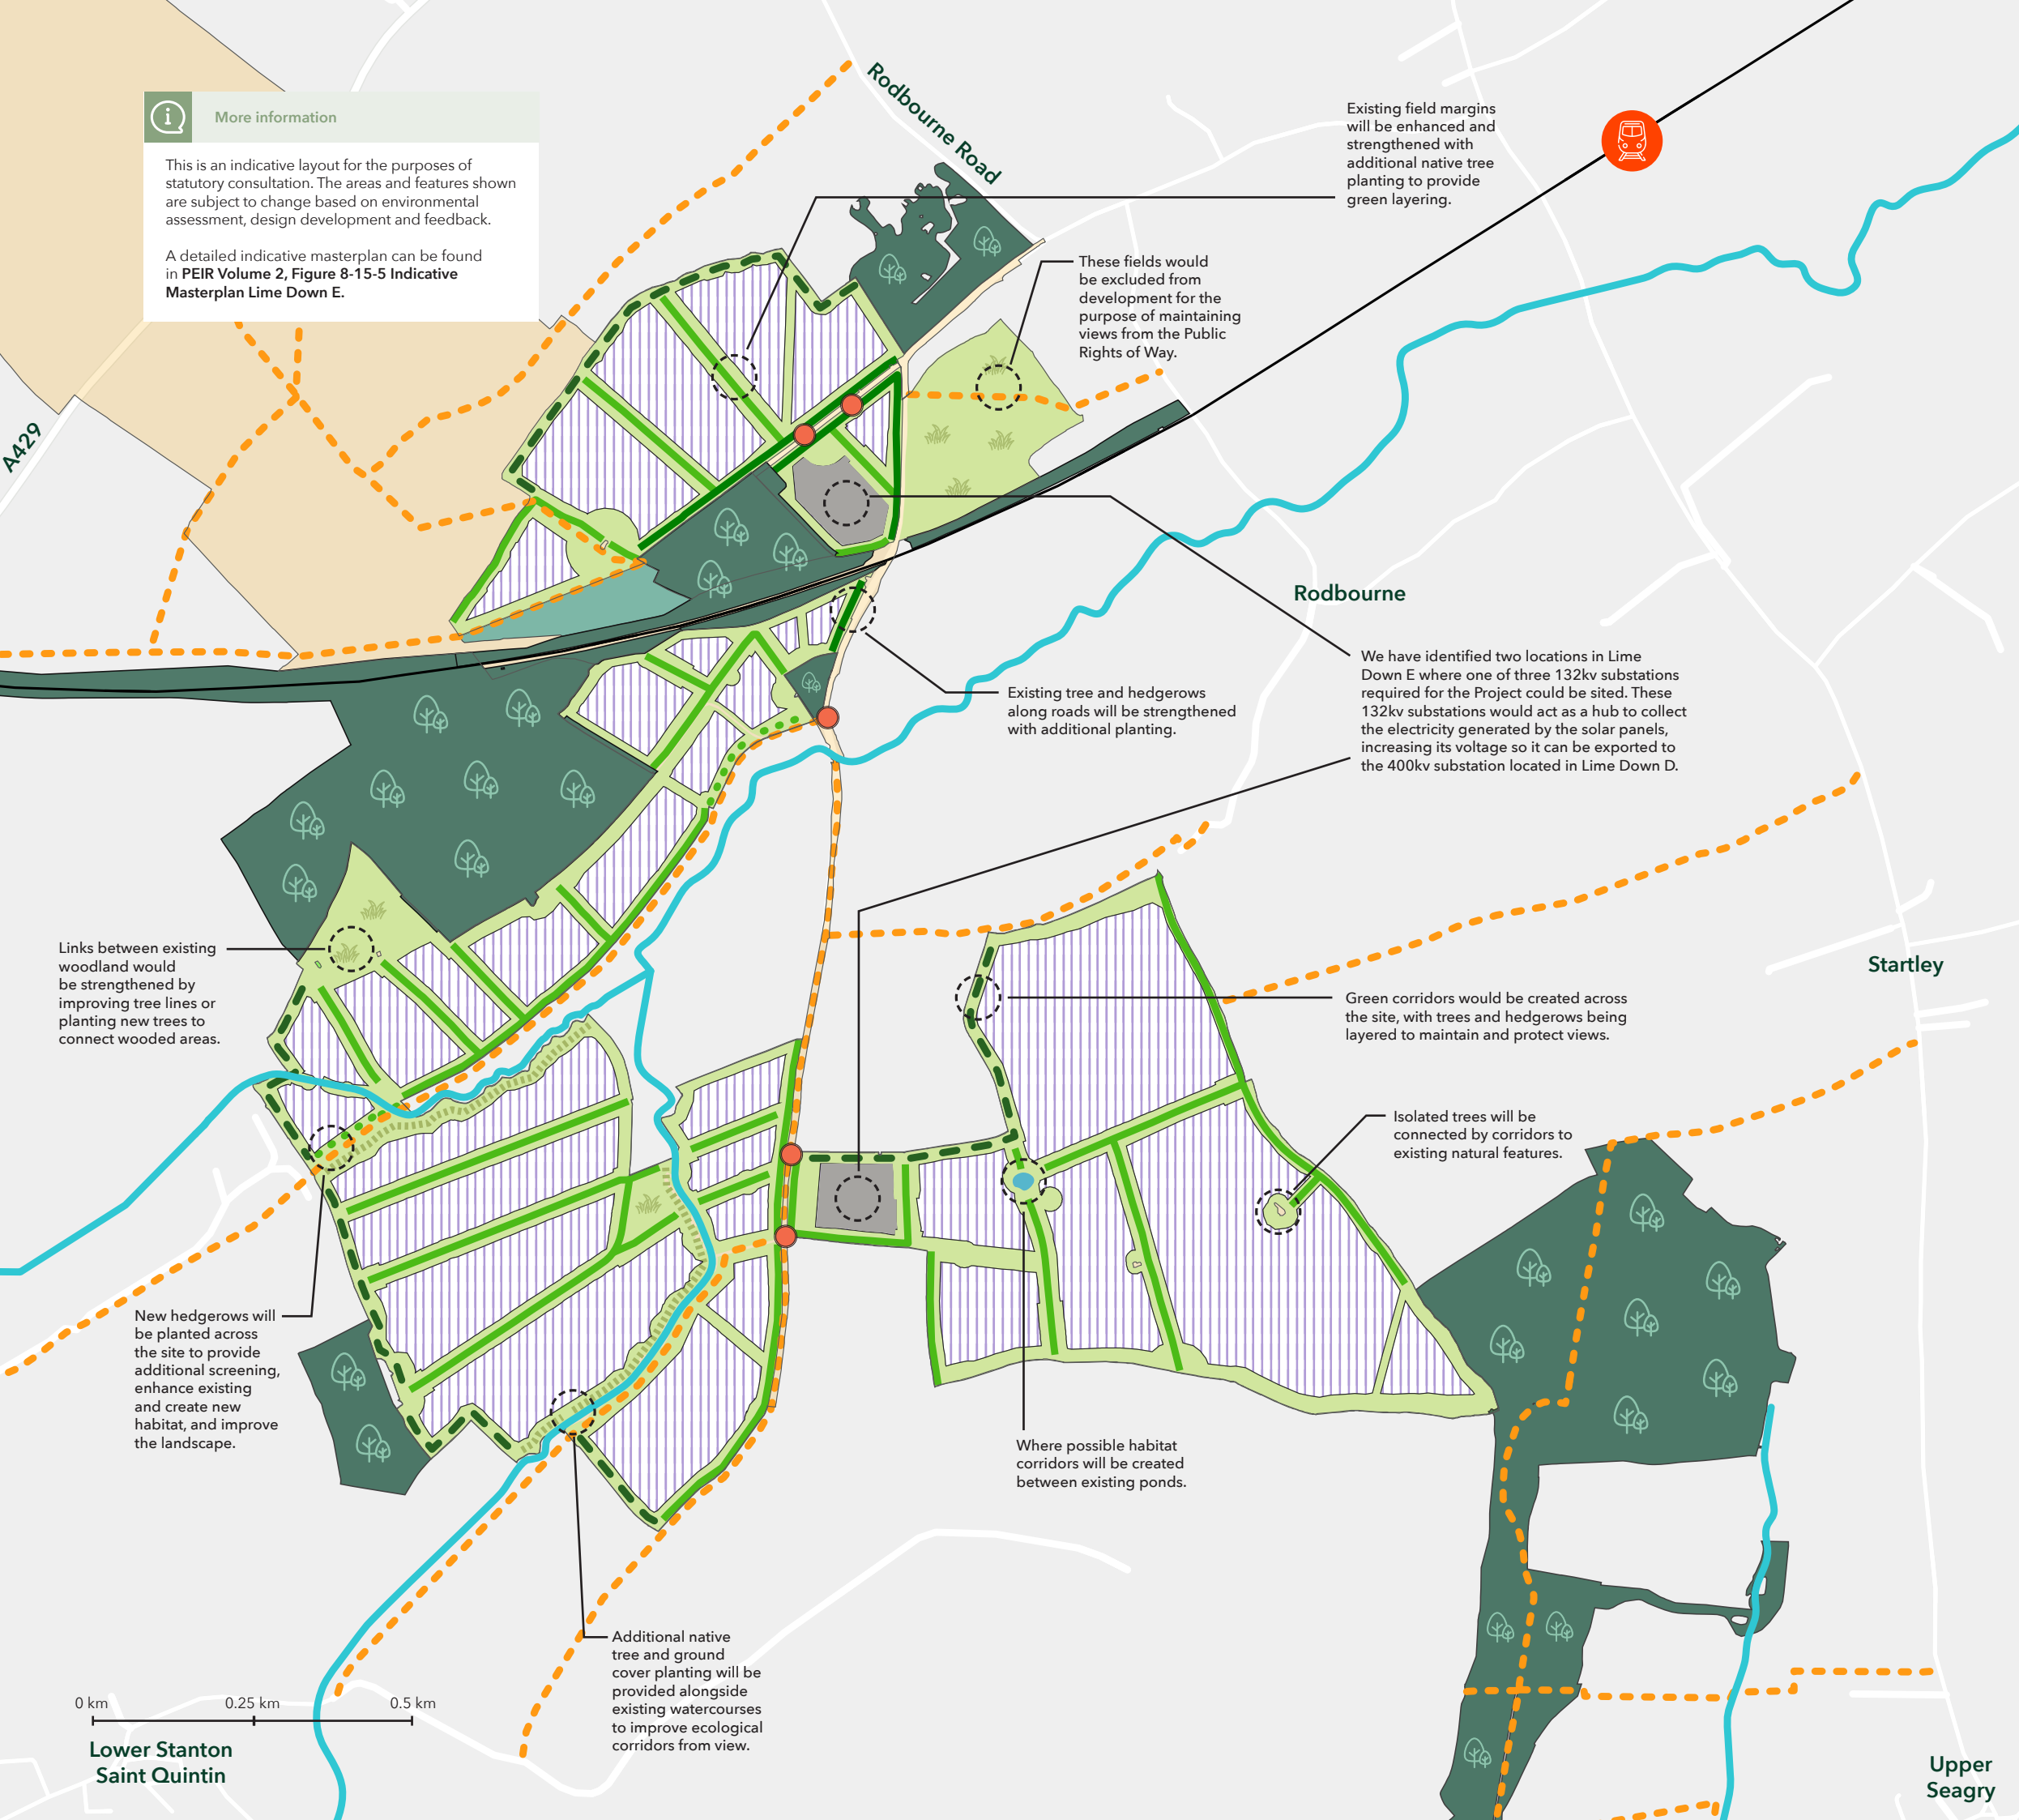 Rodbourne Road
More information
This is an indicative layout for the purposes of
statutory consultation. The areas and features shown
are subject to change based on environmental
assessment, design development and feedback.
A detailed indicative masterplan can be found
in PEIR Volume 2, Figure 8-15-5 Indicative
Masterplan Lime Down E.
Existing field margins
will be enhanced and
strengthened with
additional native tree
planting to provide
green layering.
These fields would
be excluded from
development for the
purpose of maintaining
views from the Public
Rights of Way.
A429
Rodbourne
We have identified two locations in Lime
Down E where one of three 132kv substations
required for the Project could be sited. These
132kv substations would act as a hub to collect
the electricity generated by the solar panels,
increasing its voltage so it can be exported to
the 400kv substation located in Lime Down D.
Existing tree and hedgerows
along roads will be strengthened
with additional planting.
Links between existing
woodland would
be strengthened by
improving tree lines or
planting new trees to
connect wooded areas.
Startley
Green corridors would be created across
the site, with trees and hedgerows being
layered to maintain and protect views.
Isolated trees will be
connected by corridors to
existing natural features.
New hedgerows will
be planted across
the site to provide
additional screening,
enhance existing
and create new
habitat, and improve
the landscape.
Where possible habitat
corridors will be created
between existing ponds.
Additional native
tree and ground
cover planting will be
provided alongside
existing watercourses
to improve ecological
corridors from view.
0 km 0.25 km 0.5 km
Lower Stanton
Saint Quintin
Upper
Seagry